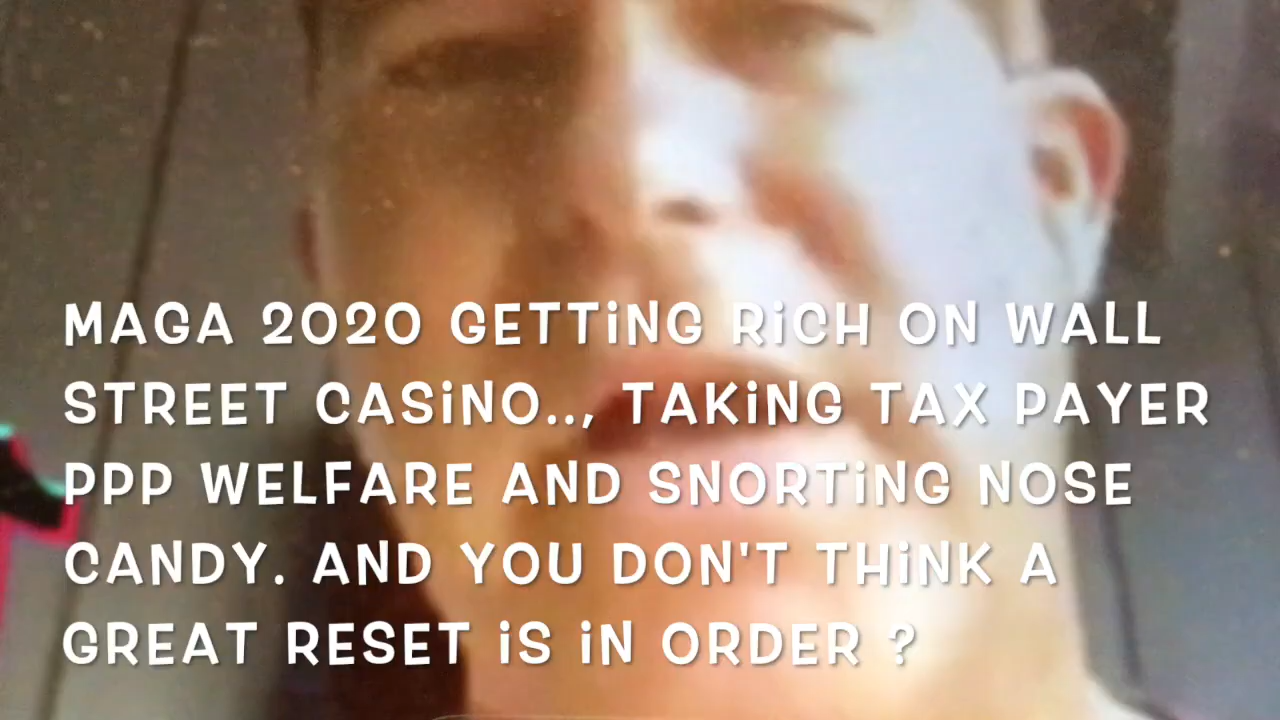 MAGA 2020 GETTiNG RiCH ON WALL
STREET CASiNO.., TAKiNG TAX PAYER
PPP WELFARE AND SNORTiNG NOSE
CANDY. AND YOU DON'T THiNK A
GREAT RESET iS iN ORDER ?